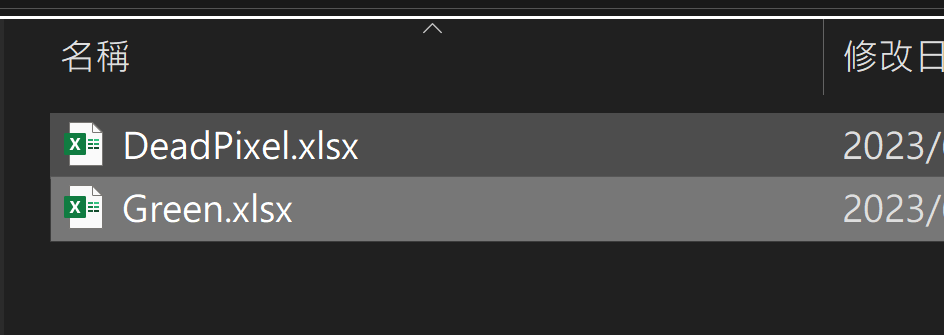 名稱 修改日
DeadPixel.xlsx 2023/
Green.xlsx 2023/